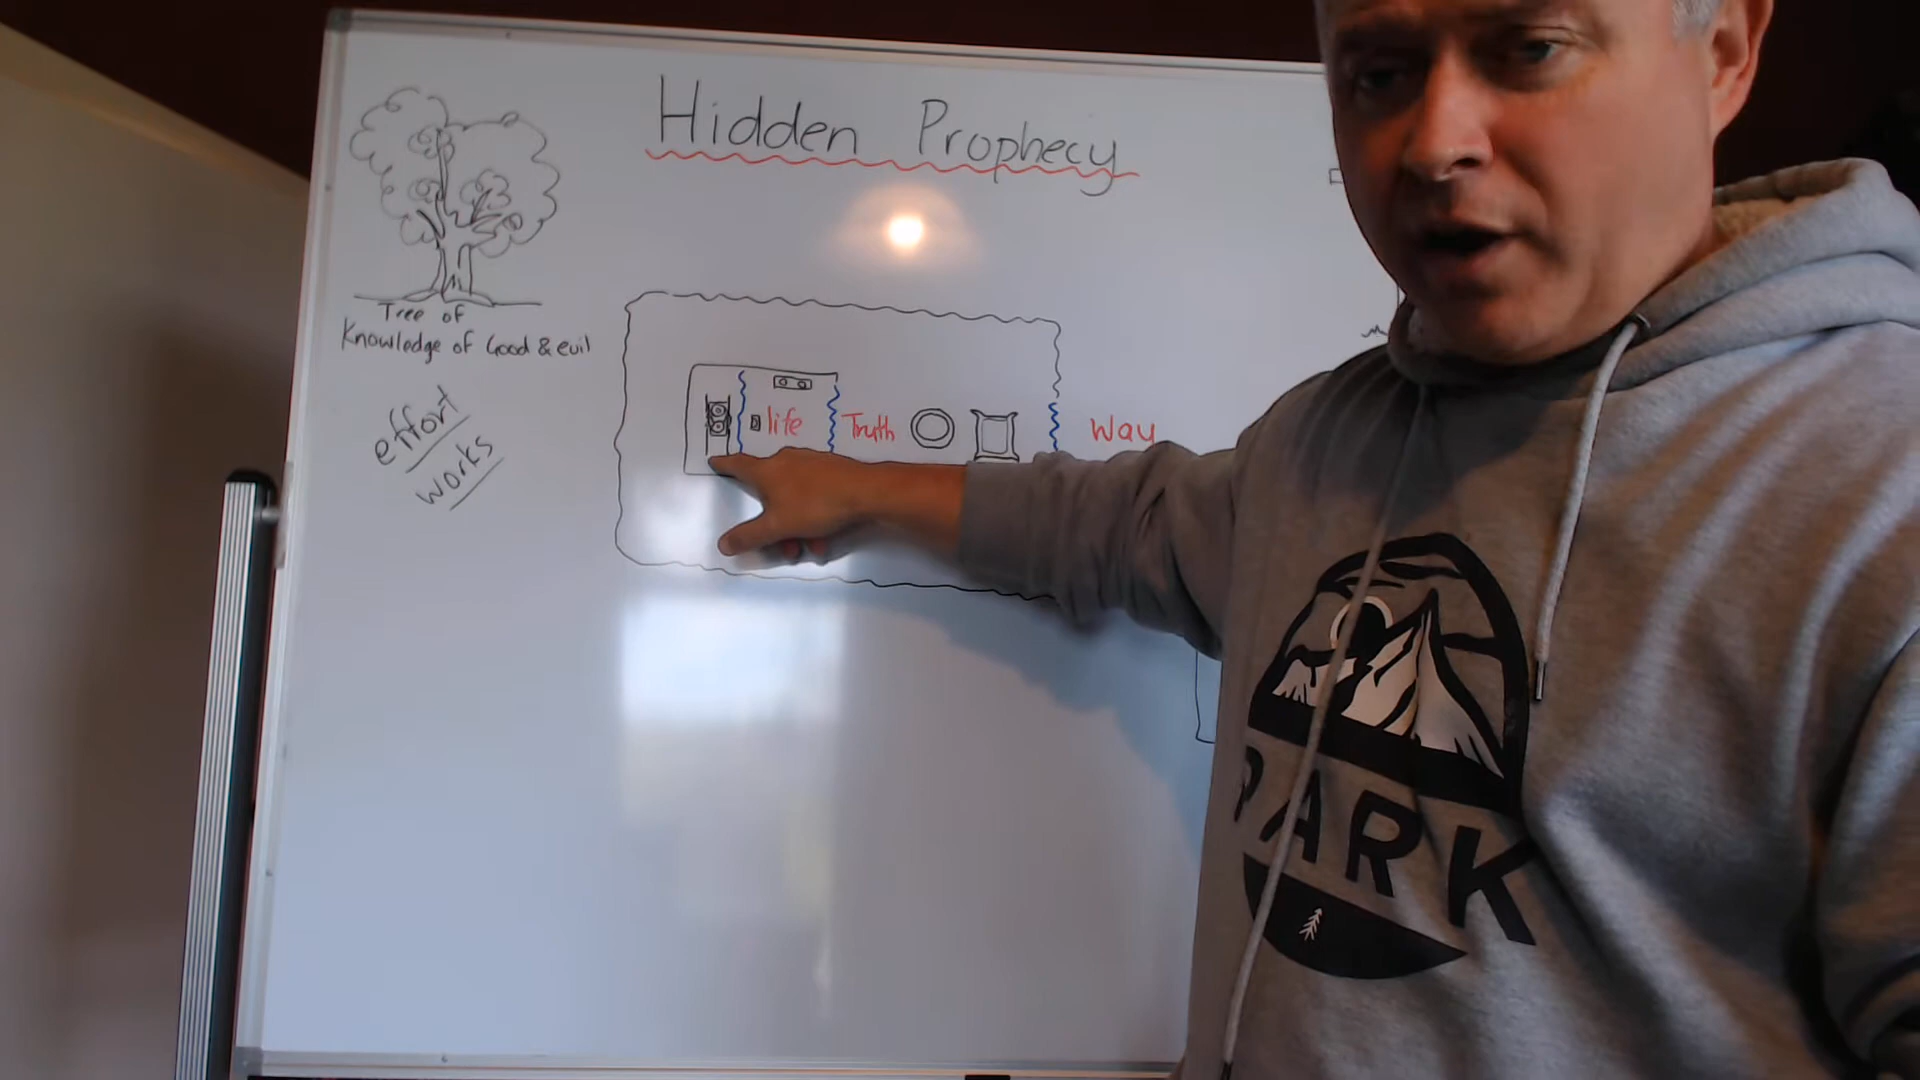 Hidden Prophecy
Tree of
Knowledge of Good & evil
effort
works
life Truth Way
PARK